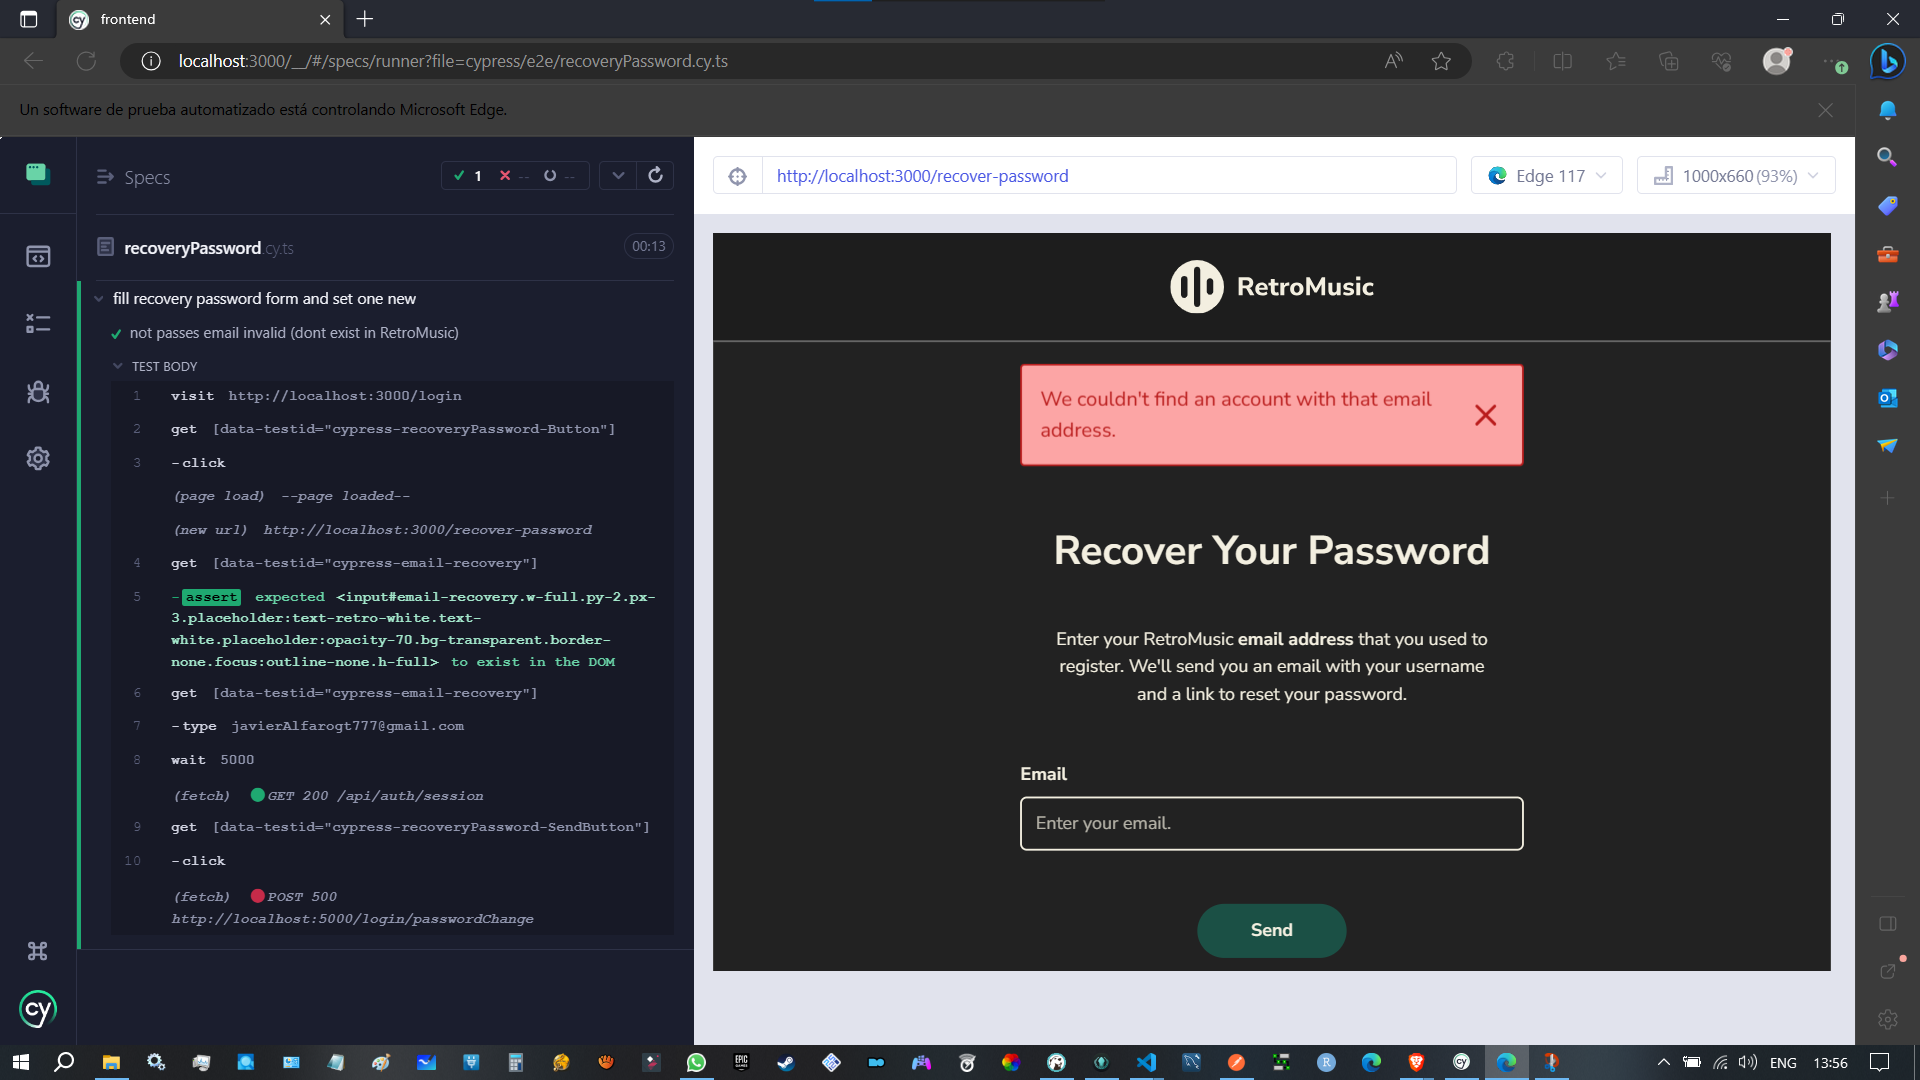 frontend
localhost:3000/__/#/specs/runner?file=cypress/e2e/recoveryPassword.cy.ts
Un software de prueba automatizado está controlando Microsoft Edge.
Specs
1 -- --
recoveryPassword.cy.ts 00:13
fill recovery password form and set one new
not passes email invalid (dont exist in RetroMusic)
TEST BODY
1 visit http://localhost:3000/login
2 get [data-testid="cypress-recoveryPassword-Button"]
3 -click
(page load) --page loaded--
(new url) http://localhost:3000/recover-password
4 get [data-testid="cypress-email-recovery"]
5 -assert expected <input#email-recovery.w-full.py-2.px-
3.placeholder:text-retro-white.text-
white.placeholder:opacity-70.bg-transparent.border-
none.focus:outline-none.h-full> to exist in the DOM
6 get [data-testid="cypress-email-recovery"]
7 -type javierAlfarogt777@gmail.com
8 wait 5000
(fetch) GET 200 /api/auth/session
9 get [data-testid="cypress-recoveryPassword-SendButton"]
10 -click
(fetch) POST 500
http://localhost:5000/login/passwordChange
cy
http://localhost:3000/recover-password
Edge 117
1000x660 (93%)
RetroMusic
We couldn't find an account with that email
address.
Recover Your Password
Enter your RetroMusic email address that you used to
register. We'll send you an email with your username
and a link to reset your password.
Email
Enter your email.
Send
ENG 13:56